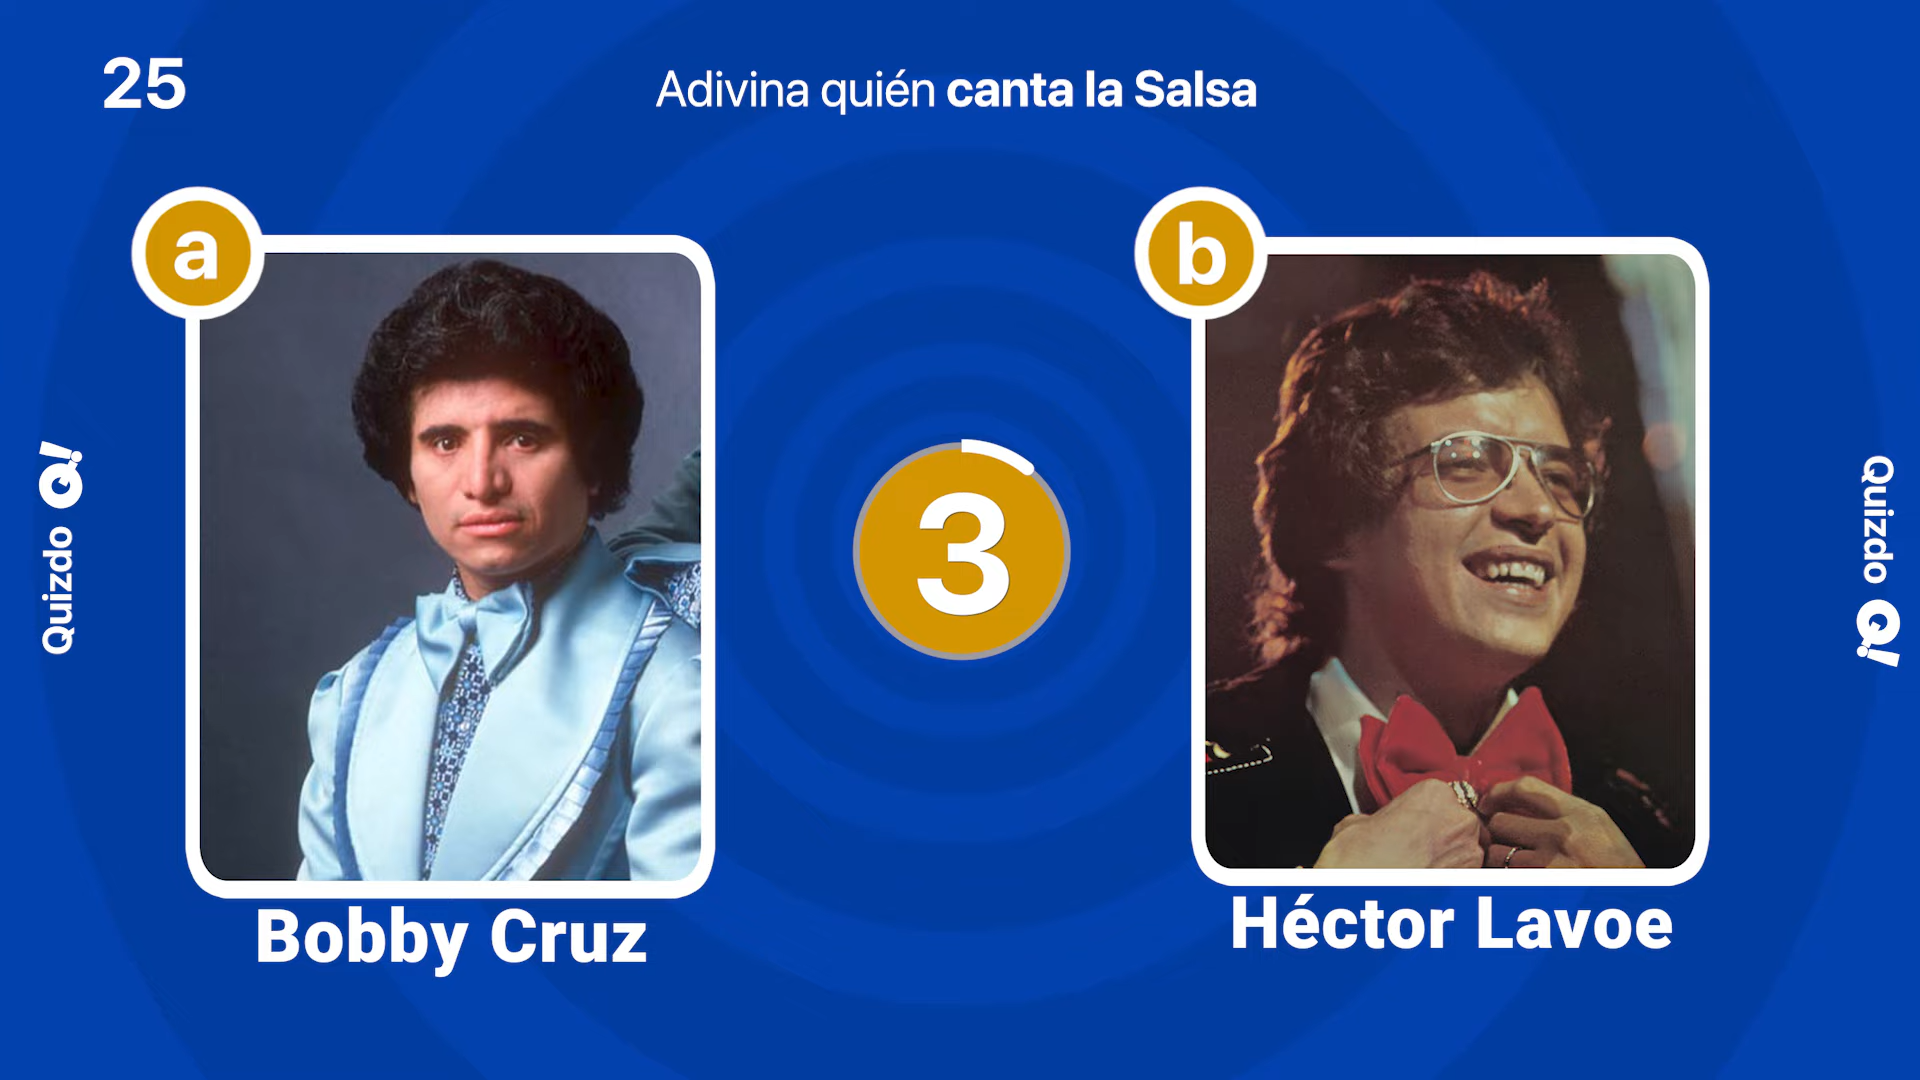 25
Adivina quién canta la Salsa
a
b
3
Quizdo Q!
Quizdo Q!
Bobby Cruz
Héctor Lavoe